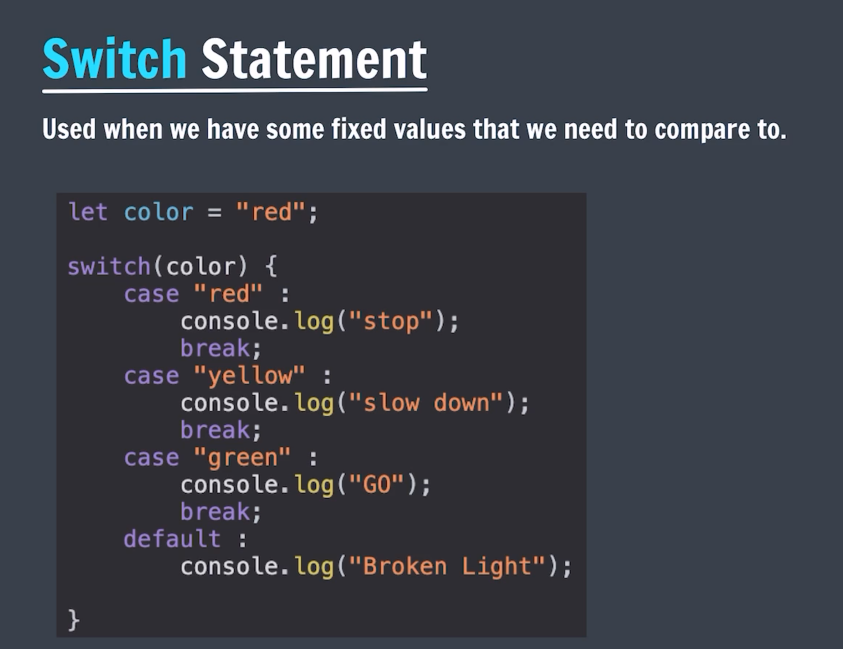 Switch Statement
Used when we have some fixed values that we need to compare to.
let color = "red";
switch(color) {
    case "red" :
        console.log("stop");
        break;
    case "yellow" :
        console.log("slow down");
        break;
    case "green" :
        console.log("GO");
        break;
    default :
        console.log("Broken Light");
}